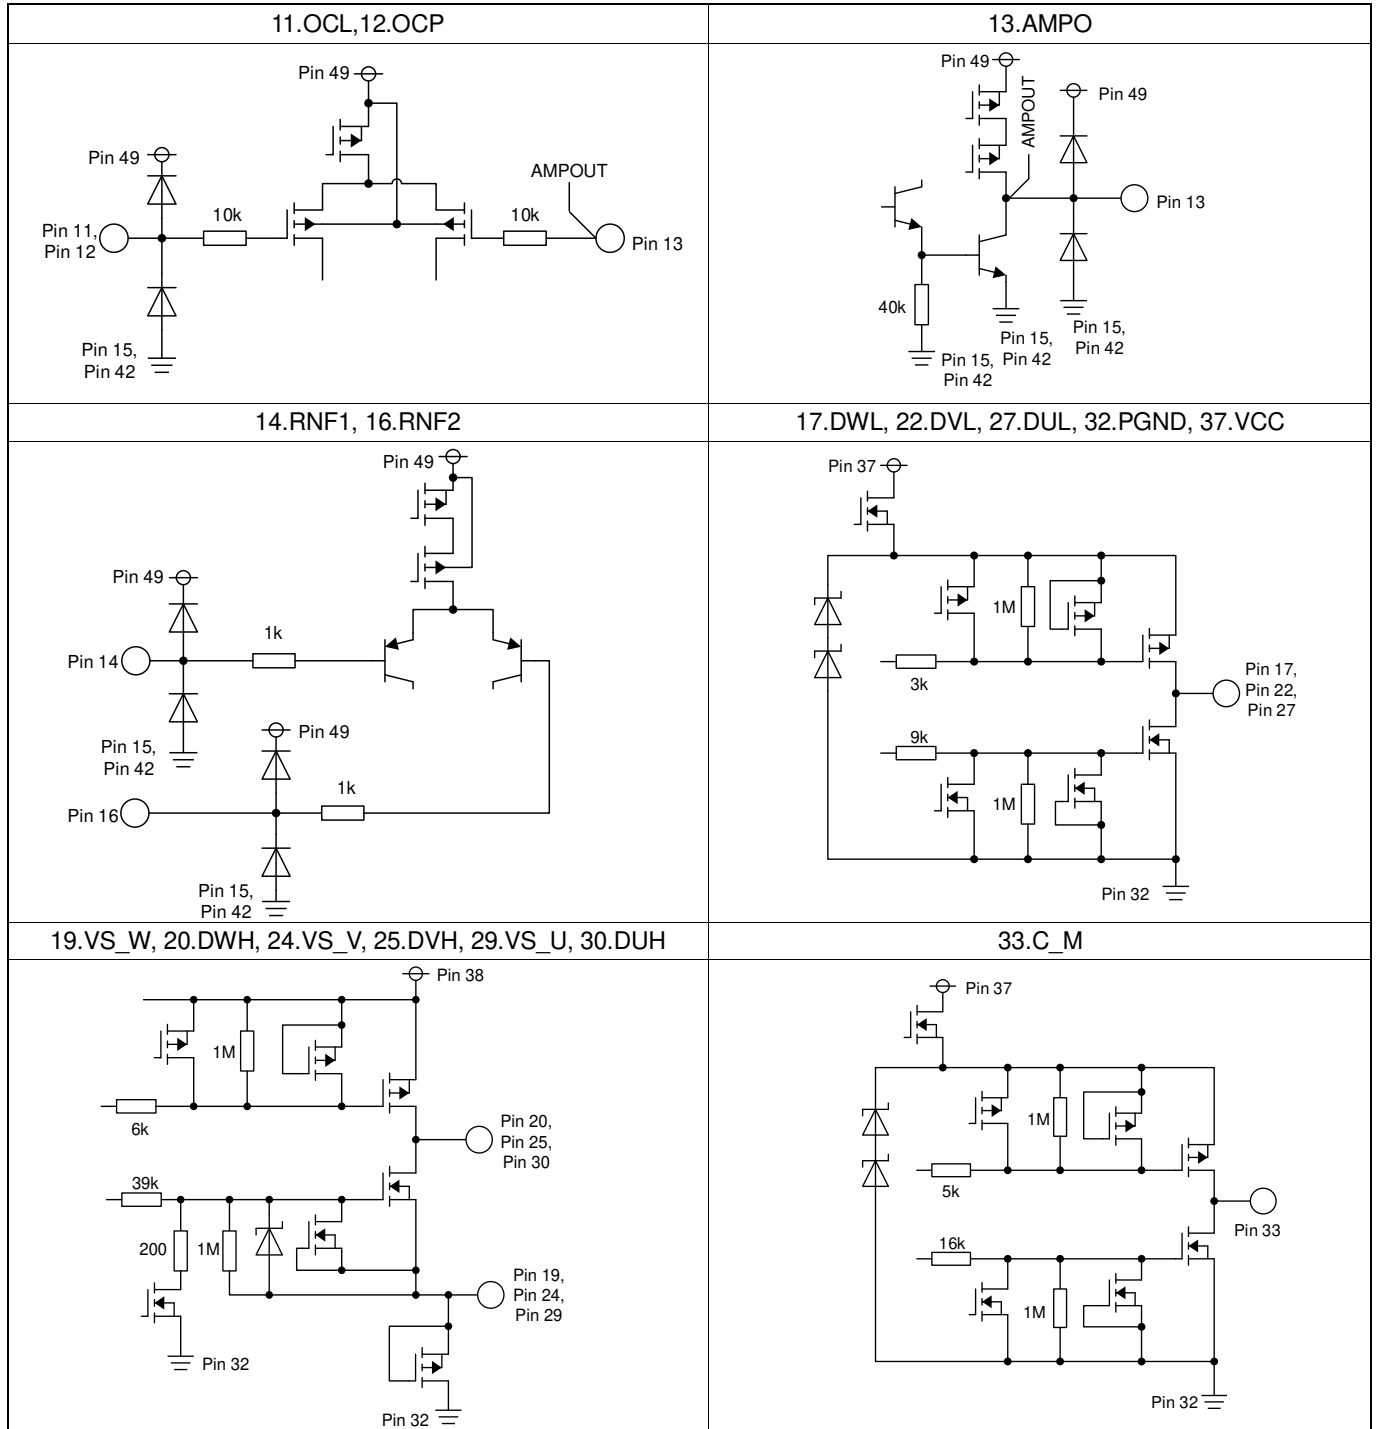 11.OCL,12.OCP
Pin 49
Pin 49
AMPOUT
10k
10k
Pin 11,
Pin 12
Pin 13
Pin 15,
Pin 42
13.AMPO
Pin 49
AMPOUT
Pin 49
Pin 13
40k
Pin 15,
Pin 42
Pin 15,
Pin 42
Pin 15,
Pin 42
14.RNF1, 16.RNF2
Pin 49
Pin 49
1k
Pin 14
Pin 15,
Pin 42
Pin 49
1k
Pin 16
Pin 15,
Pin 42
17.DWL, 22.DVL, 27.DUL, 32.PGND, 37.VCC
Pin 37
1M
3k
Pin 17,
Pin 22,
Pin 27
9k
1M
Pin 32
19.VS_W, 20.DWH, 24.VS_V, 25.DVH, 29.VS_U, 30.DUH
Pin 38
1M
6k
Pin 20,
Pin 25,
Pin 30
39k
200
1M
Pin 19,
Pin 24,
Pin 29
Pin 32
Pin 32
33.C_M
Pin 37
1M
5k
Pin 33
16k
1M
Pin 32